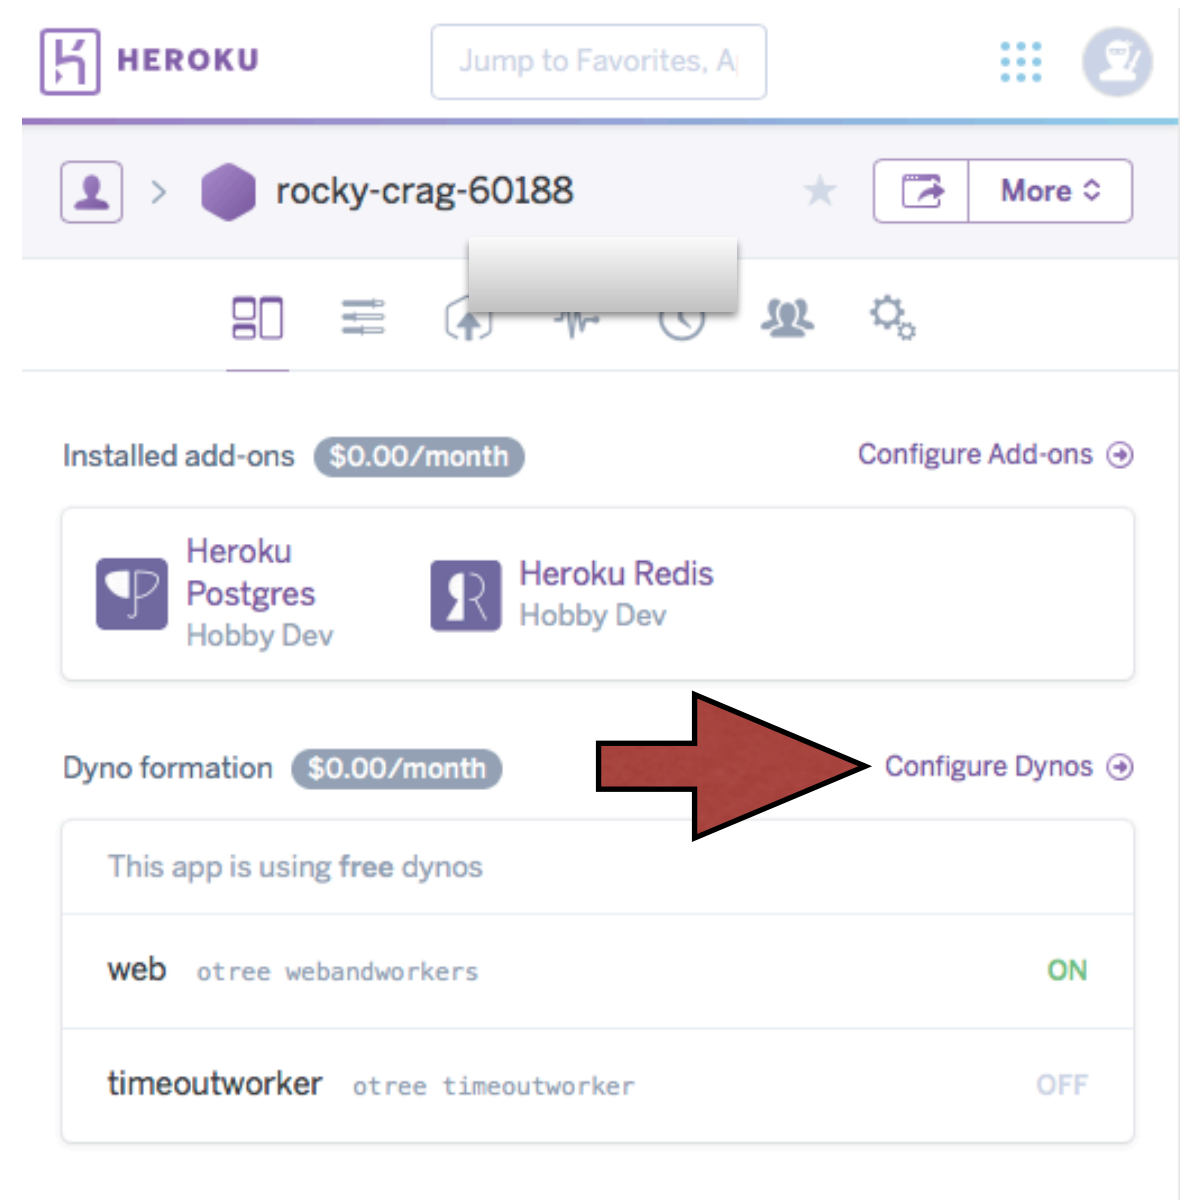 HEROKU
Jump to Favorites, A
rocky-crag-60188
More
Installed add-ons $0.00/month Configure Add-ons
Heroku
Postgres
Hobby Dev
Heroku Redis
Hobby Dev
Dyno formation $0.00/month Configure Dynos
This app is using free dynos
web otree webandworkers ON
timeoutworker otree timeoutworker OFF